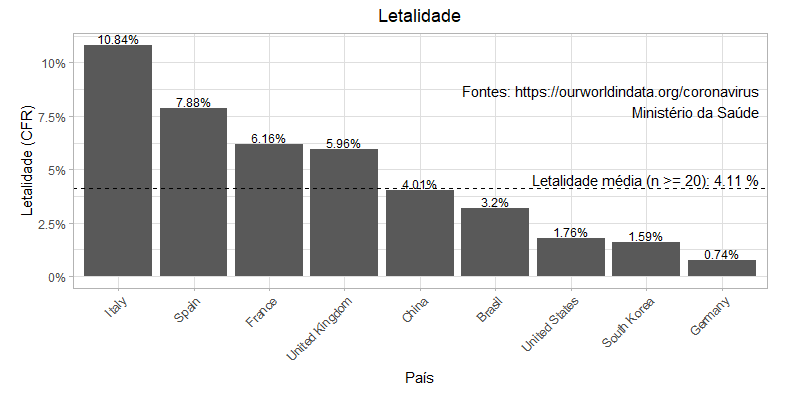 Letalidade
10.84%
7.88%
6.16%
5.96%
4.01%
3.2%
1.76%
1.59%
0.74%
Fontes: https://ourworldindata.org/coronavirus
Ministério da Saúde
Letalidade média (n >= 20): 4.11 %
Letalidade (CFR)
10%
7.5%
5%
2.5%
0%
Italy
Spain
France
United Kingdom
China
Brasil
United States
South Korea
Germany
País